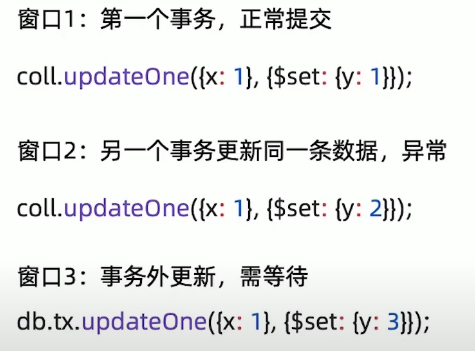 窗口1：第一个事务，正常提交
coll.updateOne({x: 1}, {$set: {y: 1}});
窗口2：另一个事务更新同一条数据，异常
coll.updateOne({x: 1}, {$set: {y: 2}});
窗口3：事务外更新，需等待
db.tx.updateOne({x: 1}, {$set: {y: 3}});